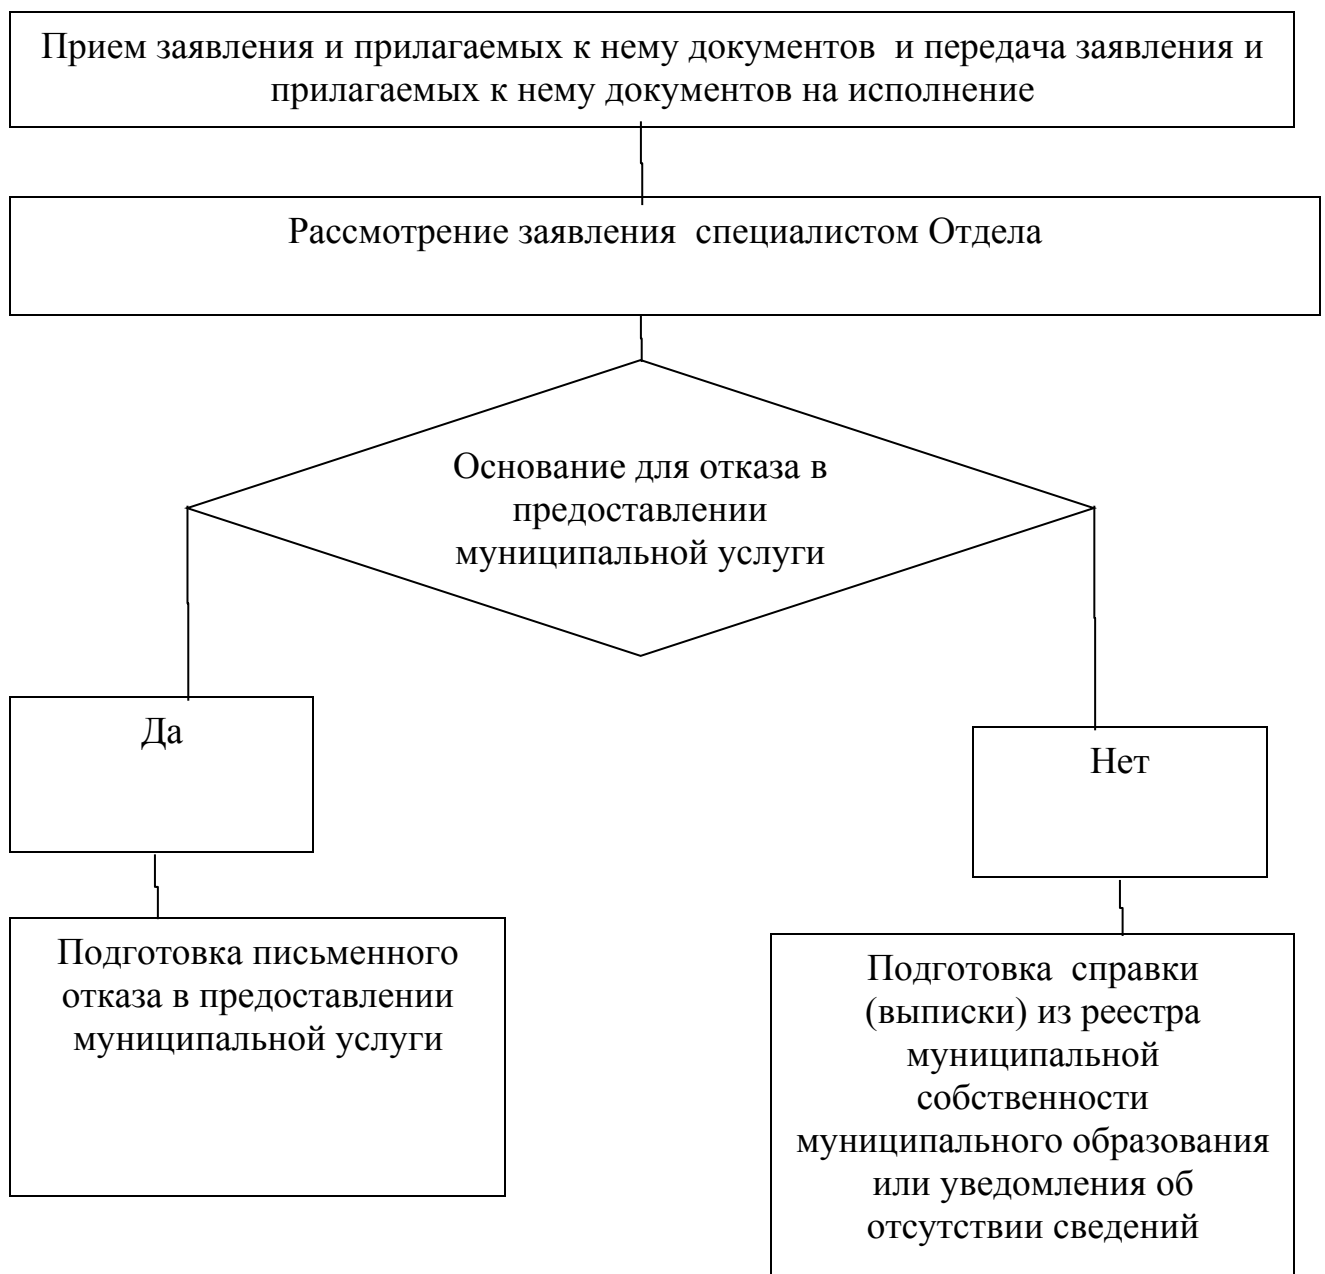 Прием заявления и прилагаемых к нему документов  и передача заявления и
прилагаемых к нему документов на исполнение
Рассмотрение заявления  специалистом Отдела
Основание для отказа в
предоставлении
муниципальной услуги
Да
Нет
Подготовка письменного
отказа в предоставлении
муниципальной услуги
Подготовка  справки
(выписки) из реестра
муниципальной
собственности
муниципального образования
или уведомления об
отсутствии сведений